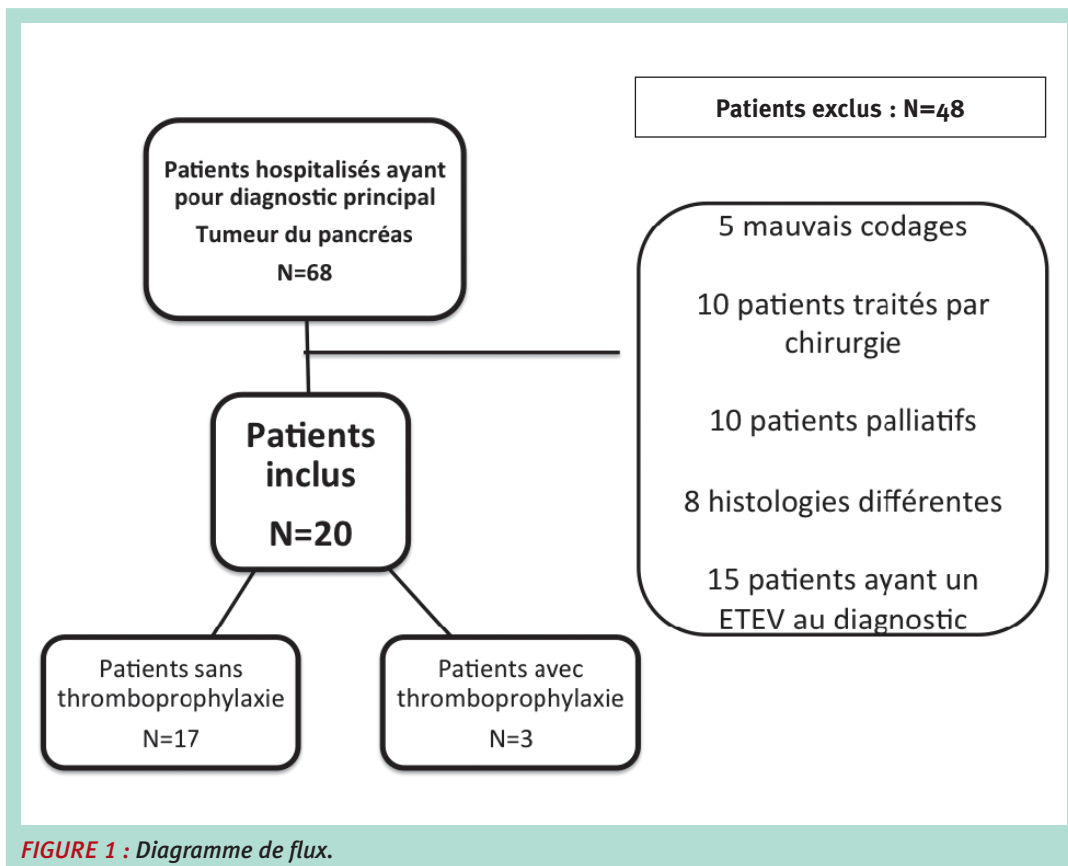 Patients exclus : N=48
Patients hospitalisés ayant
pour diagnostic principal
Tumeur du pancréas
N=68
5 mauvais codages
10 patients traités par
chirurgie
10 patients palliatifs
8 histologies différentes
15 patients ayant un
ETEV au diagnostic
Patients
inclus
N=20
Patients sans
thromboprophylaxie
N=17
Patients avec
thromboprophylaxie
N=3
FIGURE 1 : Diagramme de flux.